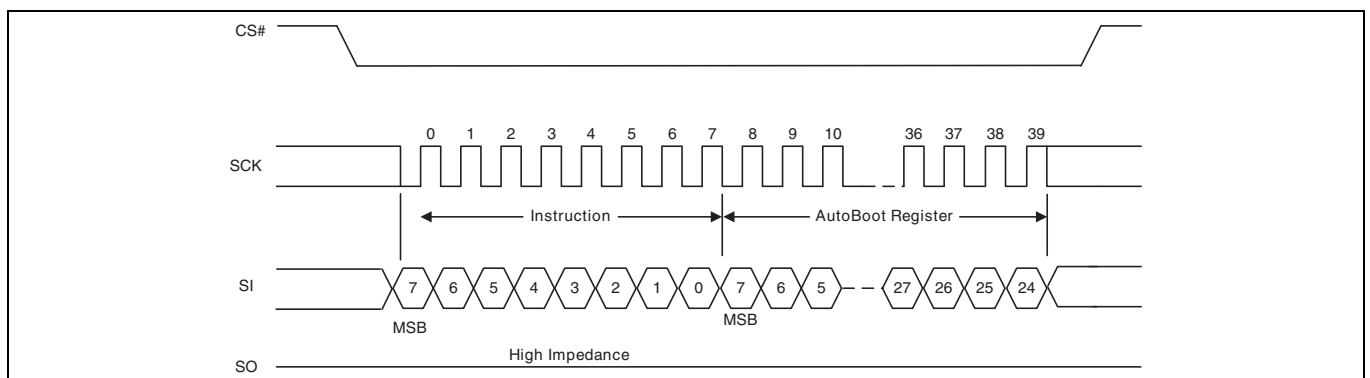 CS#
0 1 2 3 4 5 6 7 8 9 10 36 37 38 39
SCK
Instruction AutoBoot Register
SI 7 6 5 4 3 2 1 0 7 6 5 27 26 25 24
MSB MSB
High Impedance
SO